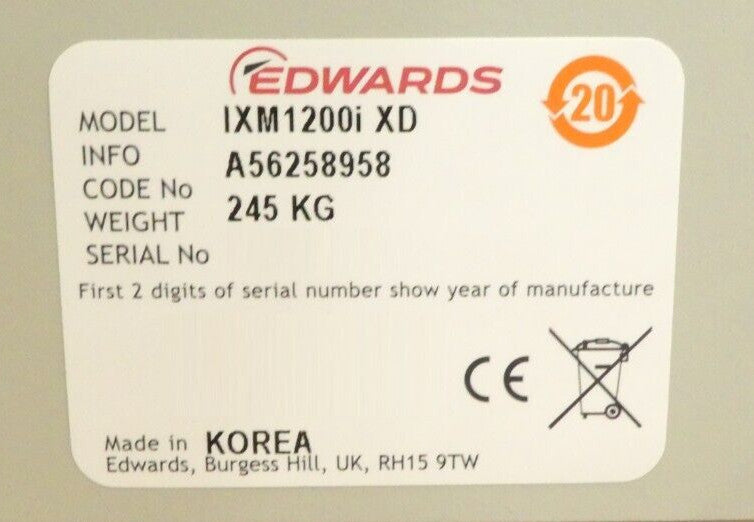 EDWARDS
20
MODEL IXM1200i XD
INFO
CODE No A56258958
WEIGHT 245 KG
SERIAL No
First 2 digits of serial number show year of manufacture
CE
Made in KOREA
Edwards, Burgess Hill, UK, RH15 9TW